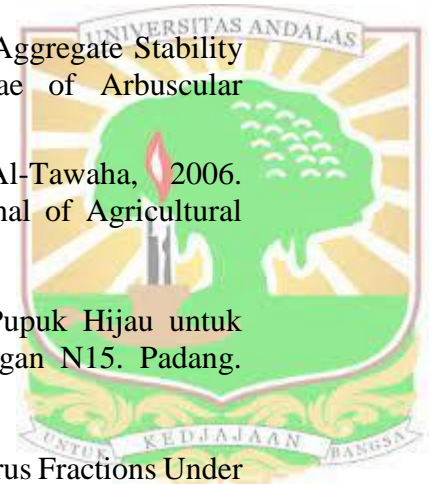 UNIVERSITAS ANDALAS
Aggregate Stability
ae of Arbuscular
Al-Tawaha, 2006.
nal of Agricultural
Pupuk Hijau untuk
gan N15. Padang.
UNTUK KEDJAJAAN BANGSA
rus Fractions Under